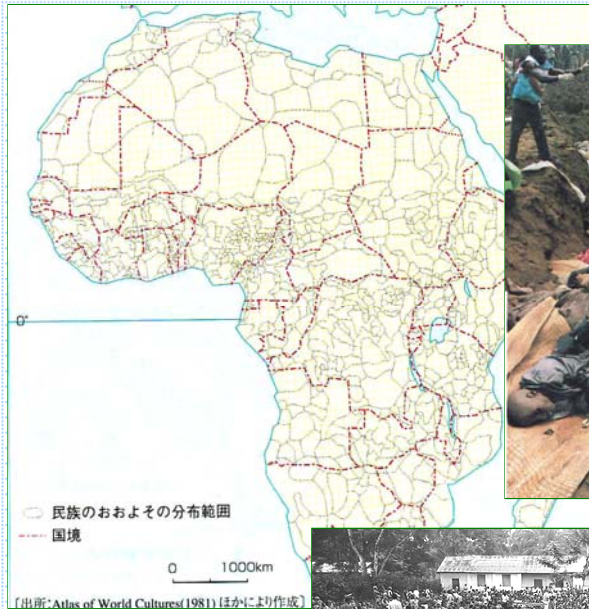 0°
民族のおおよその分布範囲
国境
0 1000km
[出所:Atlas of World Cultures(1981) ほかにより作成]